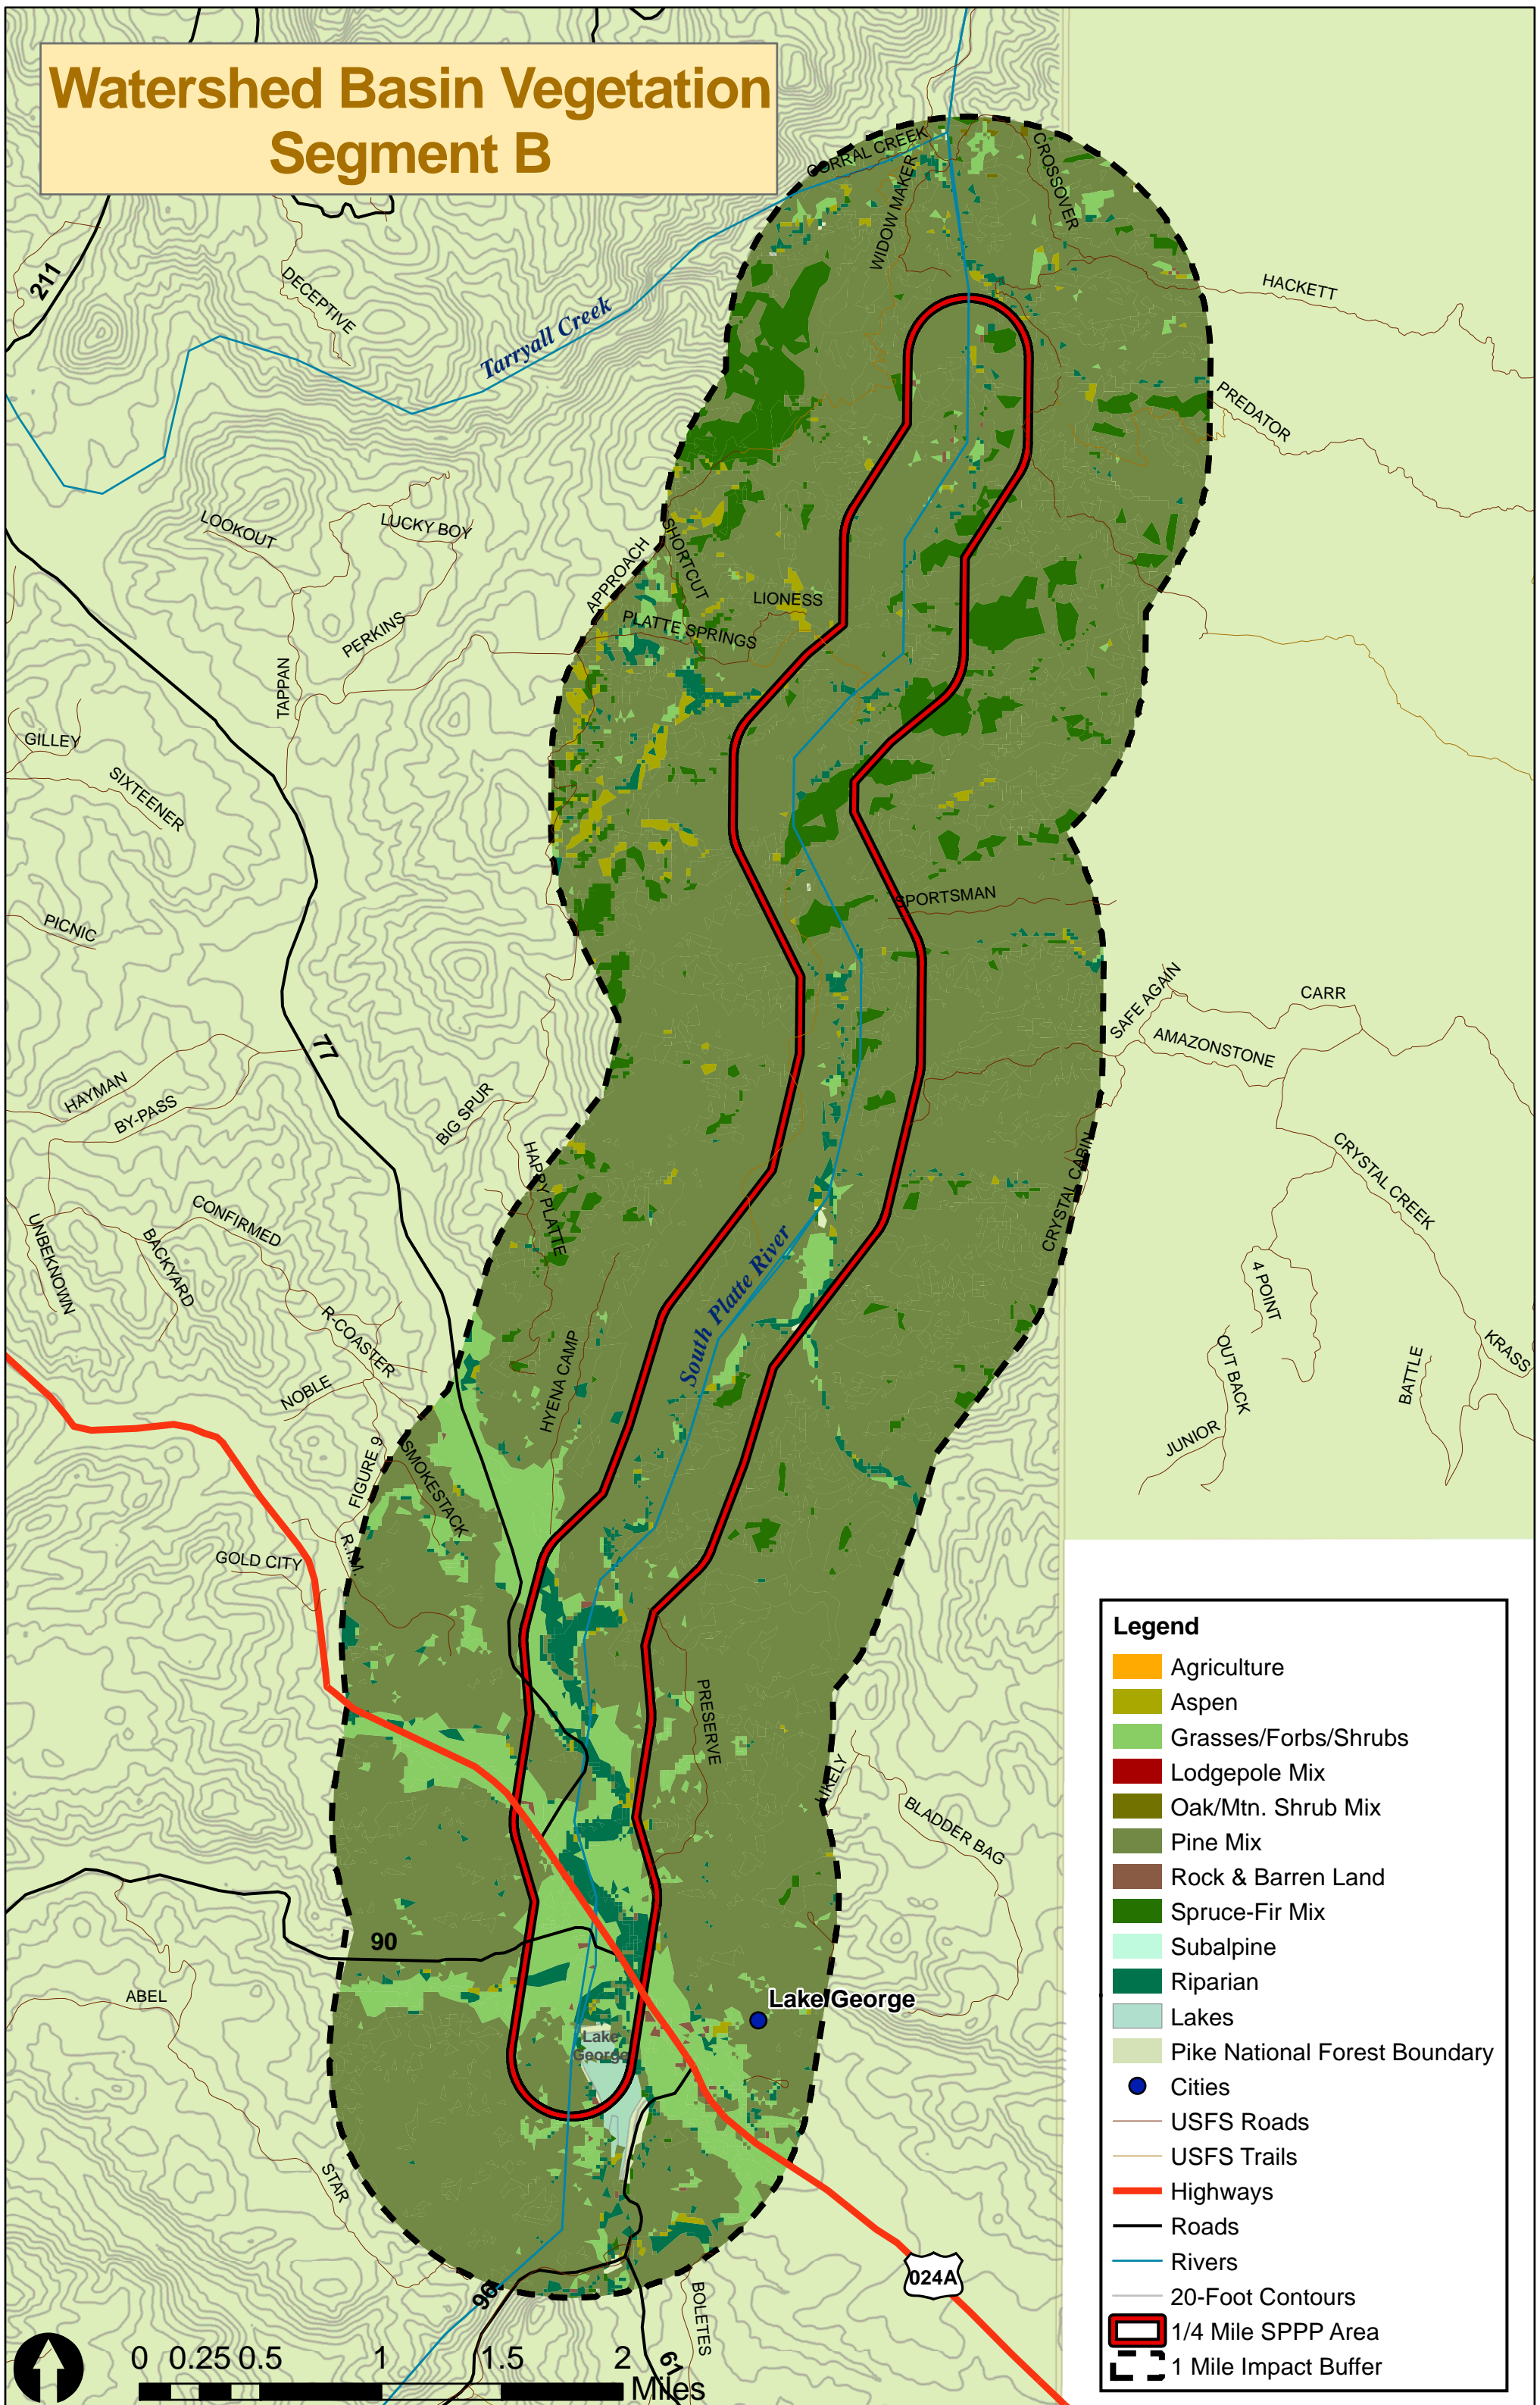 Watershed Basin Vegetation
Segment B
CORRAL CREEK
WIDOW MAKER
CROSSOVER
211
DECEPTIVE
Tarryall Creek
HACKETT
PREDATOR
LOOKOUT
LUCKY BOY
APPROACH
SHORTCUT
LIONESS
PLATTE SPRINGS
PERKINS
TAPPAN
GILLEY
SIXTEENER
PICNIC
SPORTSMAN
77
SAFE AGAIN
CARR
AMAZONSTONE
HAYMAN
BY-PASS
BIG SPUR
HAPPY PLATTE
CRYSTAL CABIN
CRYSTAL CREEK
UNBEKNOWN
BACKYARD
CONFIRMED
South Platte River
4 POINT
R-COASTER
NOBLE
HYENA CAMP
OUT BACK
BATTLE
KRASS
JUNIOR
FIGURE 9
SMOKESTACK
R.I.M.
GOLD CITY
PRESERVE
LIKELY
BLADDER BAG
90
ABEL
Lake George
Lake
George
STAR
96
BOLETES
61
024A
0 0.25 0.5 1 1.5 2
Miles
Legend
Agriculture
Aspen
Grasses/Forbs/Shrubs
Lodgepole Mix
Oak/Mtn. Shrub Mix
Pine Mix
Rock & Barren Land
Spruce-Fir Mix
Subalpine
Riparian
Lakes
Pike National Forest Boundary
Cities
USFS Roads
USFS Trails
Highways
Roads
Rivers
20-Foot Contours
1/4 Mile SPPP Area
1 Mile Impact Buffer